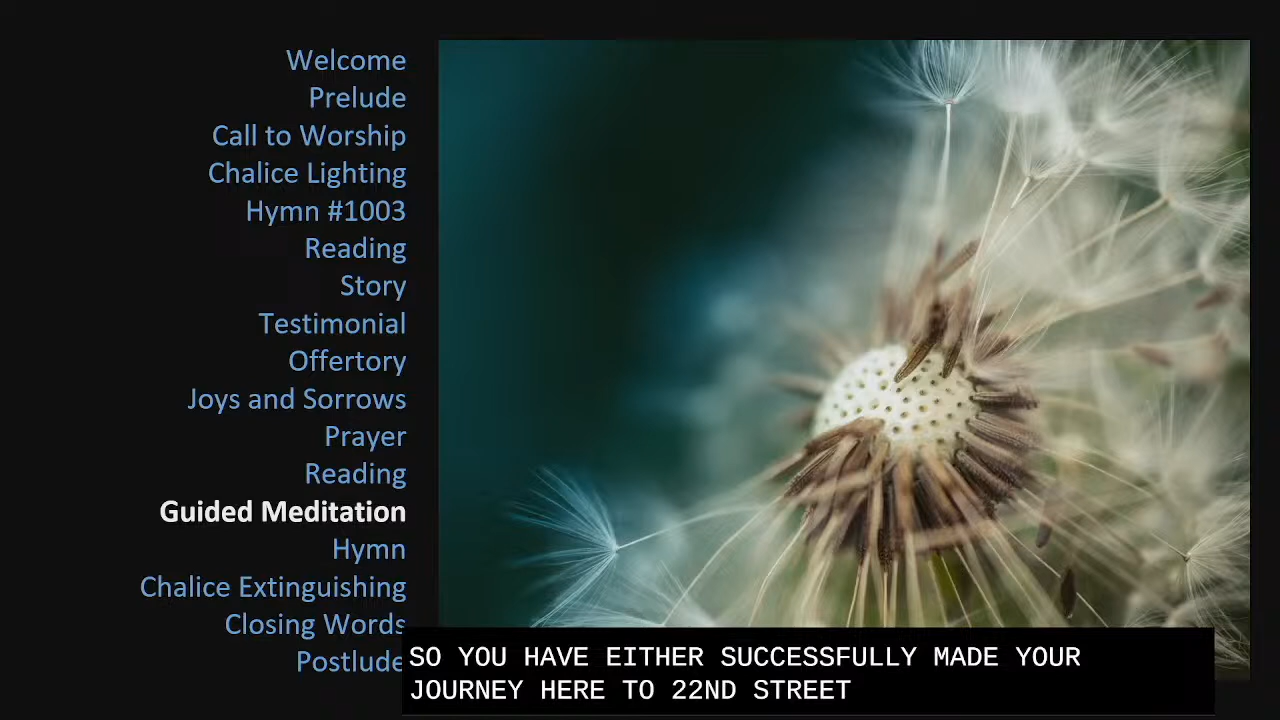 Welcome
Prelude
Call to Worship
Chalice Lighting
Hymn #1003
Reading
Story
Testimonial
Offertory
Joys and Sorrows
Prayer
Reading
Guided Meditation
Hymn
Chalice Extinguishing
Closing Words
Postlude
SO YOU HAVE EITHER SUCCESSFULLY MADE YOUR
JOURNEY HERE TO 22ND STREET